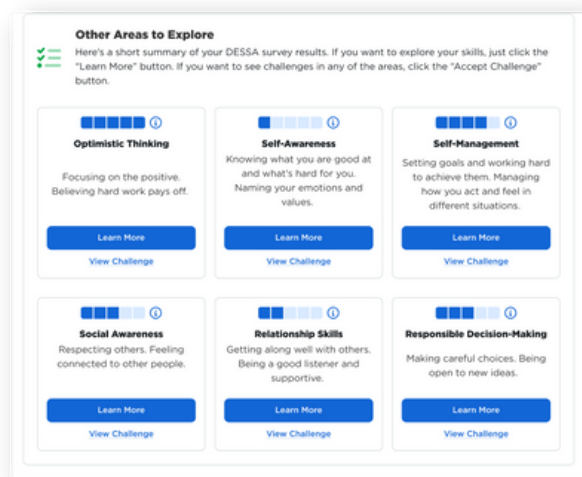 Other Areas to Explore
Here's a short summary of your DESSA survey results. If you want to explore your skills, just click the
"Learn More" button. If you want to see challenges in any of the areas, click the "Accept Challenge"
button.
Optimistic Thinking
Focusing on the positive.
Believing hard work pays off.
Learn More
View Challenge
Self-Awareness
Knowing what you are good at
and what's hard for you.
Naming your emotions and
values.
Learn More
View Challenge
Self-Management
Setting goals and working hard
to achieve them. Managing
how you act and feel in
different situations.
Learn More
View Challenge
Social Awareness
Respecting others. Feeling
connected to other people.
Learn More
View Challenge
Relationship Skills
Getting along well with others.
Being a good listener and
supportive.
Learn More
View Challenge
Responsible Decision-Making
Making careful choices. Being
open to new ideas.
Learn More
View Challenge